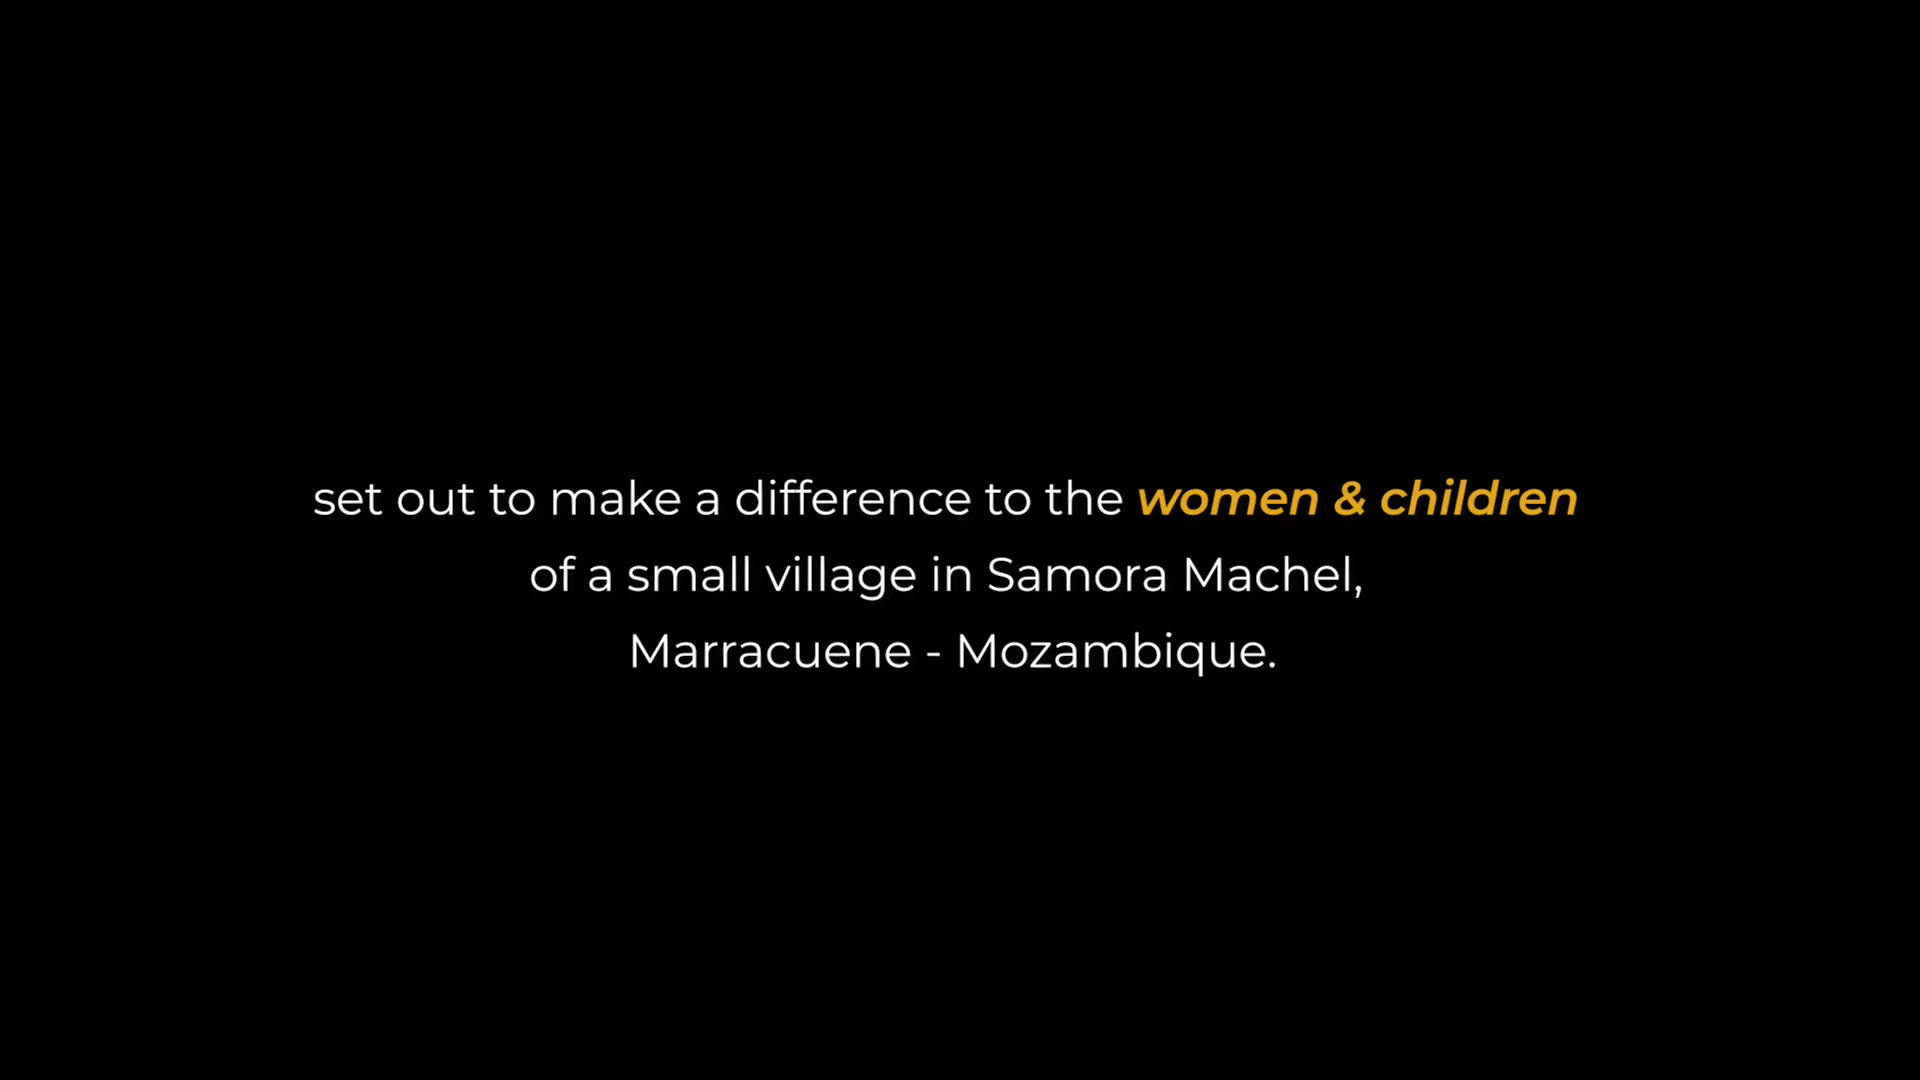 set out to make a difference to the women & children
of a small village in Samora Machel,
Marracuene - Mozambique.